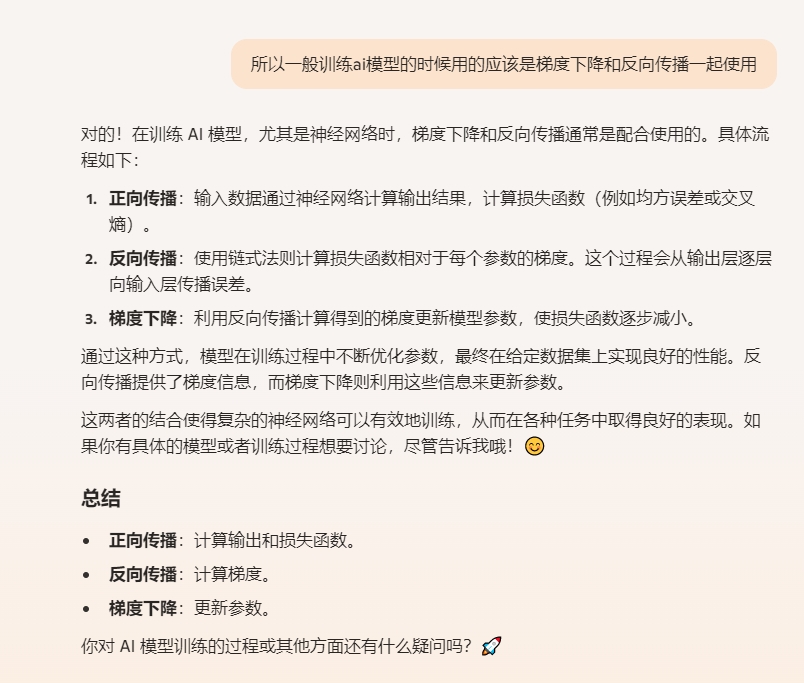 所以一般训练ai模型的时候用的应该是梯度下降和反向传播一起使用
对的！在训练 AI 模型，尤其是神经网络时，梯度下降和反向传播通常是配合使用的。具体流
程如下：
1. 正向传播：输入数据通过神经网络计算输出结果，计算损失函数（例如均方误差或交叉
熵）。
2. 反向传播：使用链式法则计算损失函数相对于每个参数的梯度。这个过程会从输出层逐层
向输入层传播误差。
3. 梯度下降：利用反向传播计算得到的梯度更新模型参数，使损失函数逐步减小。
通过这种方式，模型在训练过程中不断优化参数，最终在给定数据集上实现良好的性能。反
向传播提供了梯度信息，而梯度下降则利用这些信息来更新参数。
这两者的结合使得复杂的神经网络可以有效地训练，从而在各种任务中取得良好的表现。如
果你有具体的模型或者训练过程想要讨论，尽管告诉我哦！😊
总结
• 正向传播：计算输出和损失函数。
• 反向传播：计算梯度。
• 梯度下降：更新参数。
你对 AI 模型训练的过程或其他方面还有什么疑问吗？🚀